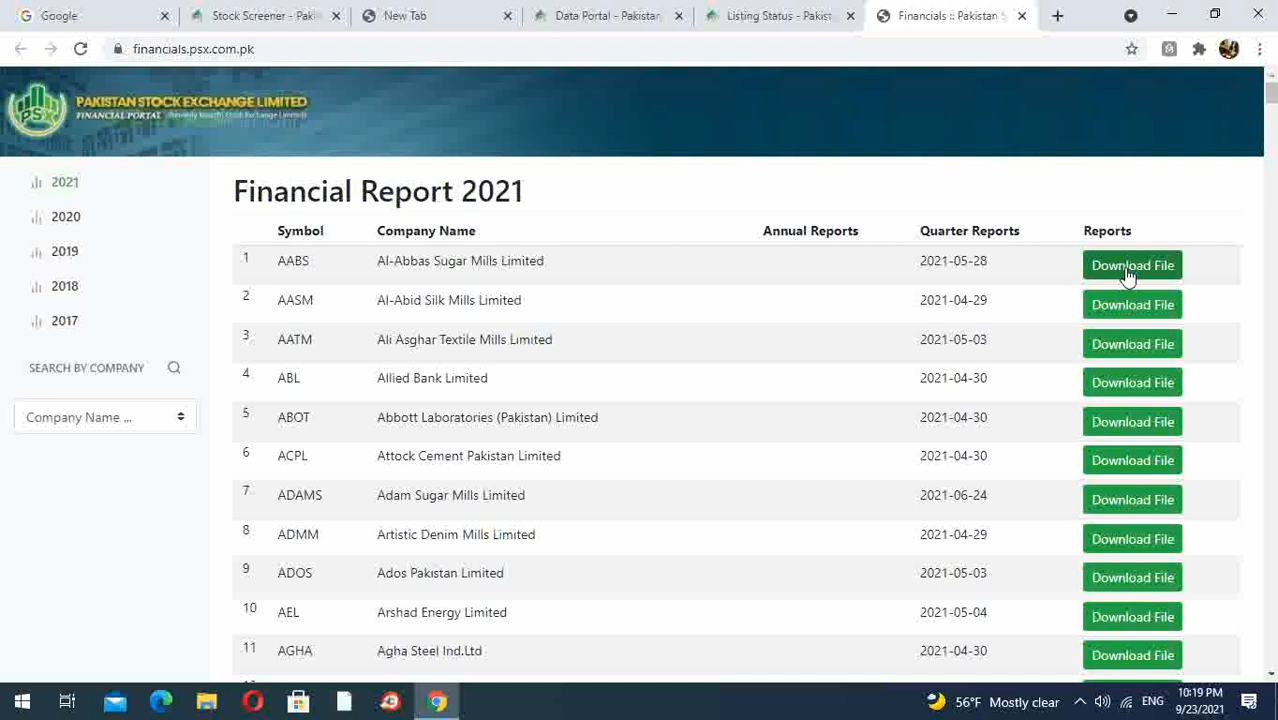 Google
Stock Screener - Paki
New Tab
Data Portal - Pakistan
Listing Status - Pakist
Financials :: Pakistan S
financials.psx.com.pk
PSX
PAKISTAN STOCK EXCHANGE LIMITED
FINANCIAL PORTAL (formerly Karachi Stock Exchange Limited)
2021
2020
2019
2018
2017
SEARCH BY COMPANY
Company Name ...
Financial Report 2021
Symbol Company Name Annual Reports Quarter Reports Reports
1 AABS Al-Abbas Sugar Mills Limited 2021-05-28 Download File
2 AASM Al-Abid Silk Mills Limited 2021-04-29 Download File
3 AATM Ali Asghar Textile Mills Limited 2021-05-03 Download File
4 ABL Allied Bank Limited 2021-04-30 Download File
5 ABOT Abbott Laboratories (Pakistan) Limited 2021-04-30 Download File
6 ACPL Attock Cement Pakistan Limited 2021-04-30 Download File
7 ADAMS Adam Sugar Mills Limited 2021-06-24 Download File
8 ADMM Artistic Denim Mills Limited 2021-04-29 Download File
9 ADOS Ados Pakistan Limited 2021-05-03 Download File
10 AEL Arshad Energy Limited 2021-05-04 Download File
11 AGHA Agha Steel Ind.Ltd 2021-04-30 Download File
56°F Mostly clear
ENG
10:19 PM
9/23/2021